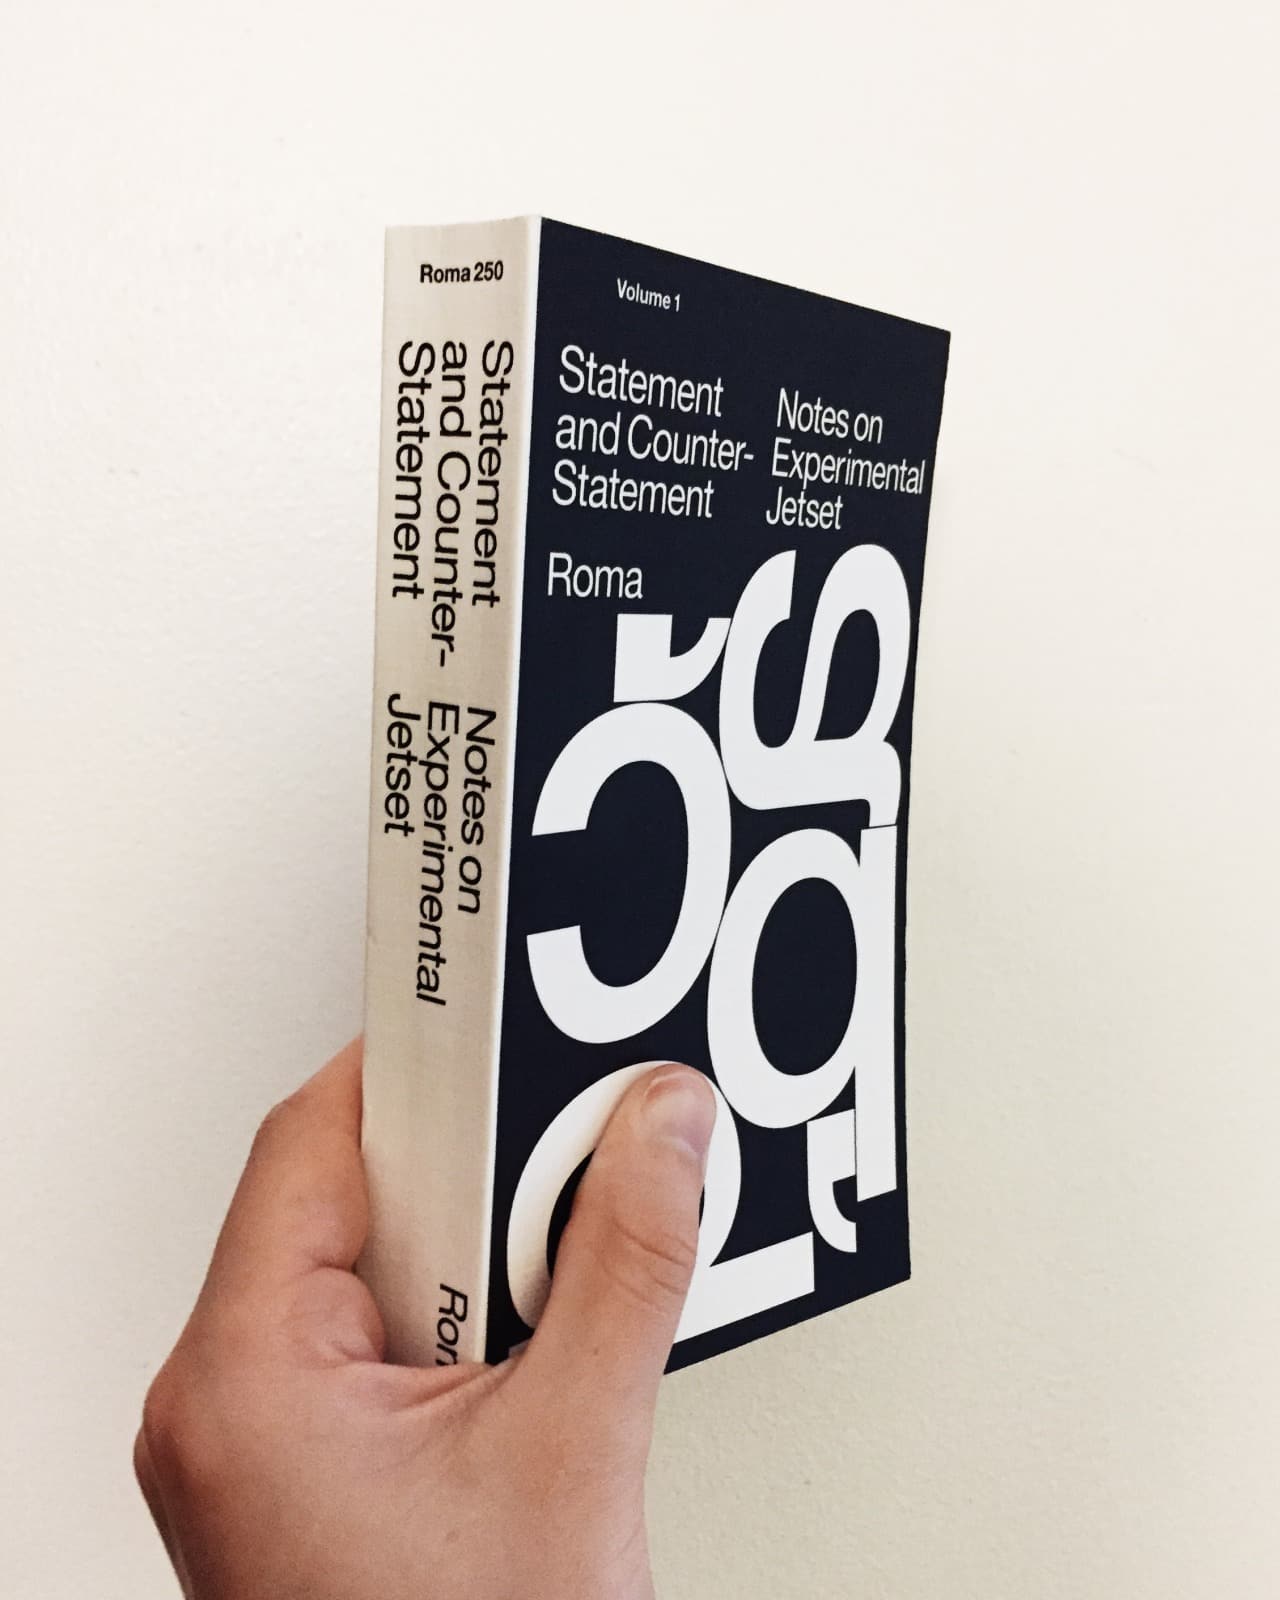 Roma 250
Statement
and Counter-
Statement
Notes on
Experimental
Jetset
Volume 1
Statement
and Counter-
Statement
Notes on
Experimental
Jetset
Roma